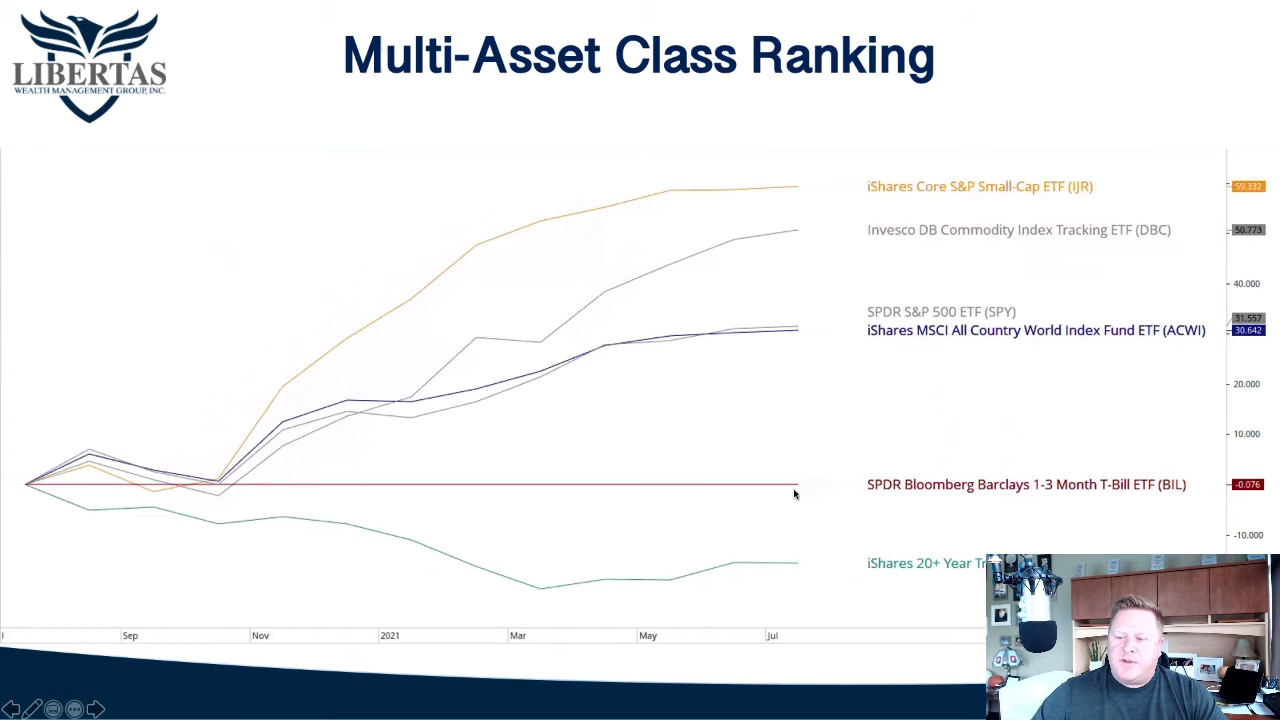 LIBERTAS
WEALTH MANAGEMENT GROUP, INC.
Multi-Asset Class Ranking
iShares Core S&P Small-Cap ETF (IJR)
59.332
Invesco DB Commodity Index Tracking ETF (DBC)
50.773
40.000
SPDR S&P 500 ETF (SPY)
31.557
iShares MSCI All Country World Index Fund ETF (ACWI)
30.642
20.000
10.000
SPDR Bloomberg Barclays 1-3 Month T-Bill ETF (BIL)
-0.076
-10.000
iShares 20+ Year
Sep
Nov
2021
Mar
May
Jul